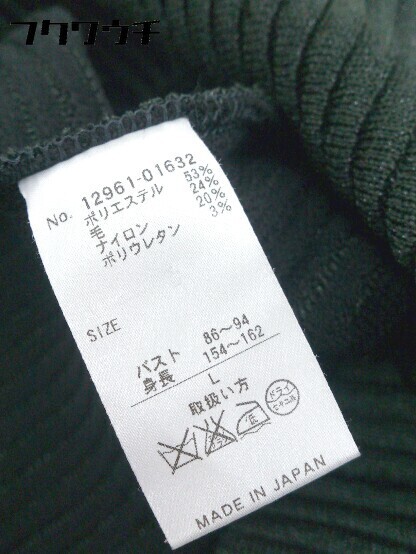 フクウクチ
No. 12961-01632
ポリエステル 53%
毛 24%
ナイロン 20%
ポリウレタン 3%
SIZE
バスト 86～94
身長 154～162
L
取扱い方
ドライ
MADE IN JAPAN